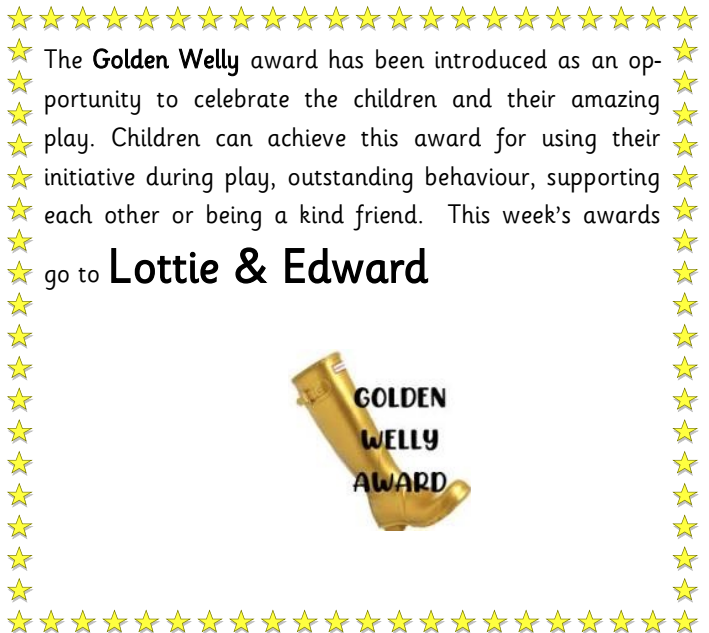 The Golden Welly award has been introduced as an op-
portunity to celebrate the children and their amazing
play. Children can achieve this award for using their
initiative during play, outstanding behaviour, supporting
each other or being a kind friend. This week's awards
go to Lottie & Edward
GOLDEN
WELLY
AWARD